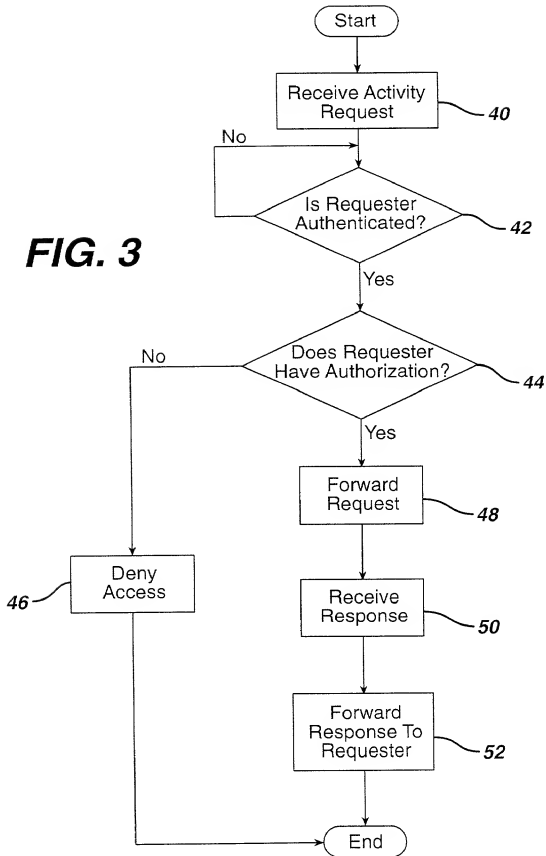 Start
Receive Activity
Request
40
No
Is Requester
Authenticated?
42
FIG. 3
Yes
No
Does Requester
Have Authorization?
44
Yes
Forward
Request
48
Deny
Access
46
Receive
Response
50
Forward
Response To
Requester
52
End